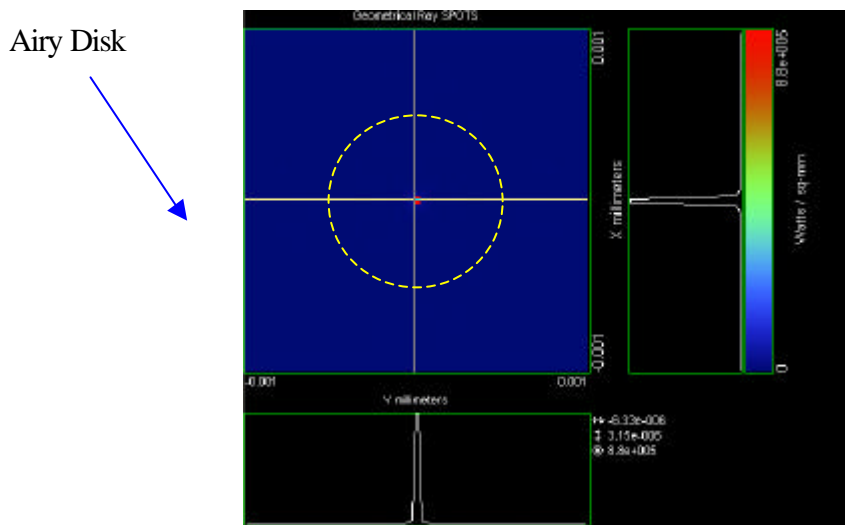 Geometrical Ray SPOTS
Airy Disk
0.001
8.8e+005
X millimeters
Watts / sq-mm
-0.001
0
-0.001
0.001
Y millimeters
-6.33e-006
3.15e-005
8.8e+005